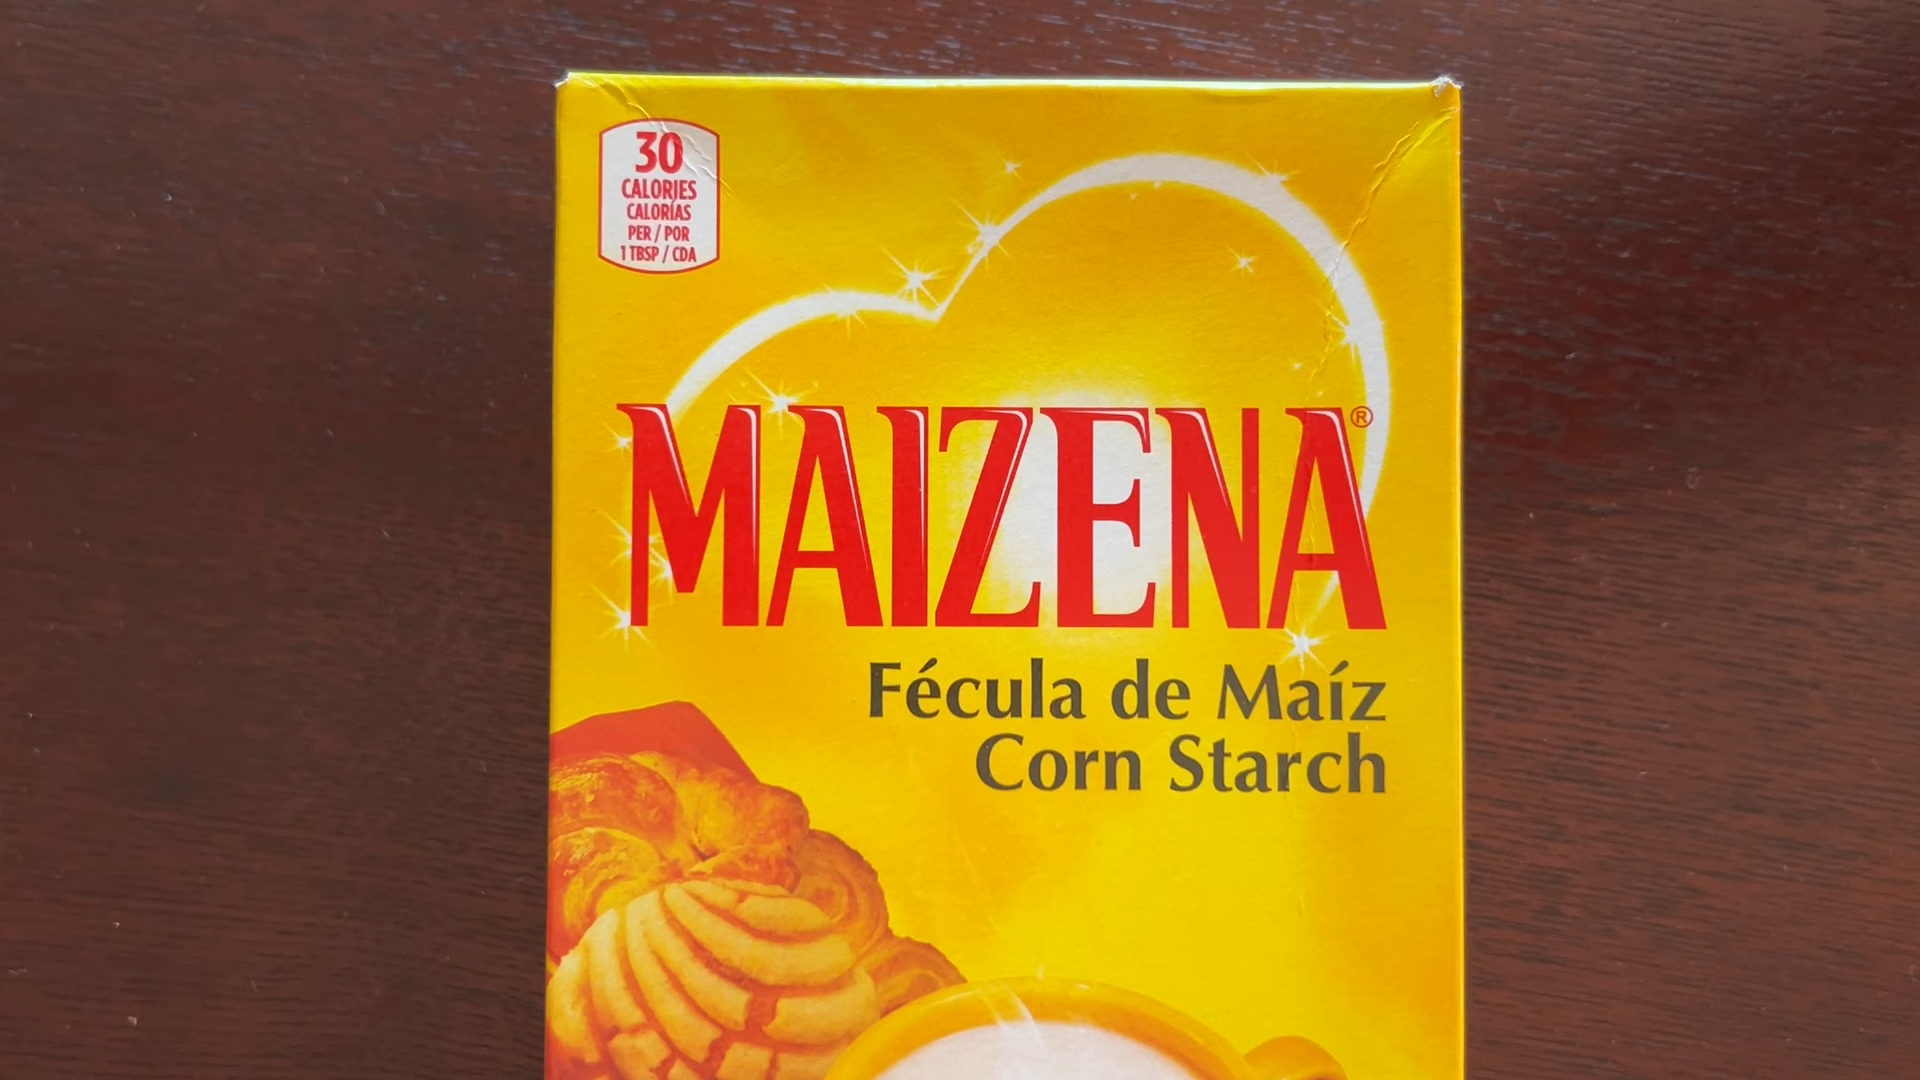 30
CALORIES
CALORÍAS
PER / POR
1 TBSP / CDA
MAIZENA®
Fécula de Maíz
Corn Starch